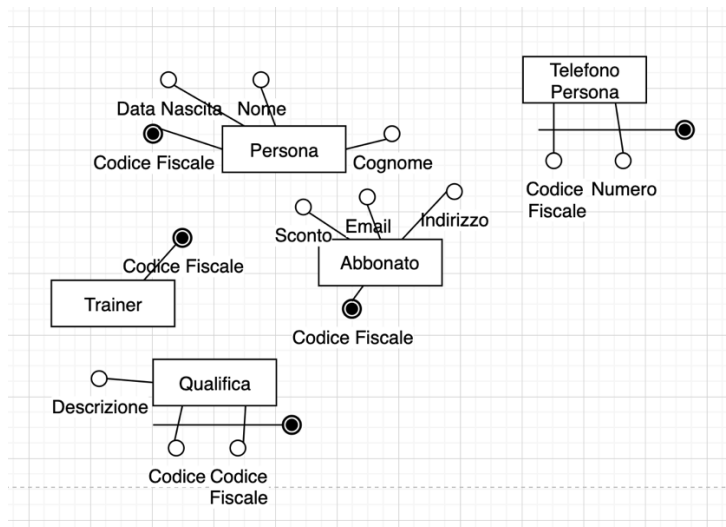 Telefono
Persona
Data Nascita
Nome
Codice Fiscale
Persona
Cognome
Codice
Fiscale
Numero
Sconto
Email
Indirizzo
Codice Fiscale
Abbonato
Trainer
Codice Fiscale
Qualifica
Descrizione
Codice
Codice
Fiscale